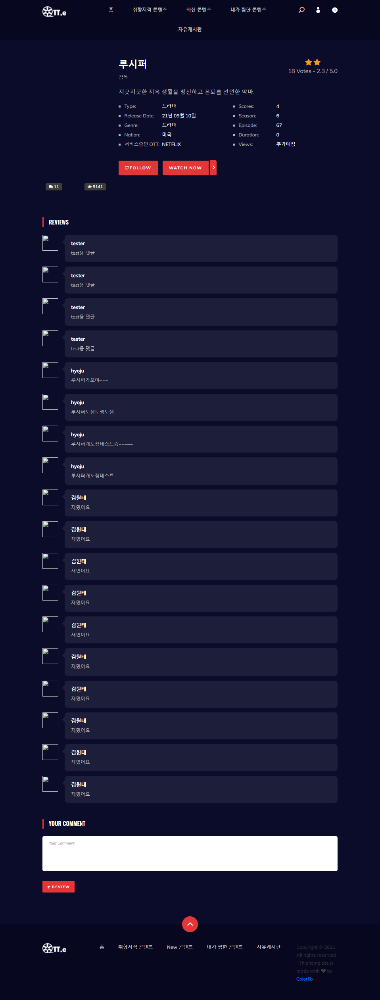 TT.e
홈 취향저격 콘텐츠 최신 콘텐츠 내가 찜한 콘텐츠
자유게시판
루시퍼
18 Votes - 2.3 / 5.0
감독
지긋지긋한 지옥 생활을 청산하고 은퇴를 선언한 악마.
Type: 드라마 Scores: 4
Release Date: 21년 09월 10일 Season: 6
Genre: 드라마 Episode: 67
Nation: 미국 Duration: 0
서비스중인 OTT: NETFLIX Views: 추가예정
FOLLOW WATCH NOW
11 9141
REVIEWS
tester
test용 댓글
tester
test용 댓글
tester
test용 댓글
tester
test용 댓글
hyoju
루시퍼가모야~~~
hyoju
루시퍼노잼노잼노잼
hyoju
루시퍼개노잼테스트중~~~~~
hyoju
루시퍼개노잼테스트
김원태
재밌어요
김원태
재밌어요
김원태
재밌어요
김원태
재밌어요
김원태
재밌어요
김원태
재밌어요
김원태
재밌어요
김원태
재밌어요
김원태
재밌어요
김원태
재밌어요
YOUR COMMENT
Your Comment
REVIEW
TT.e
홈 취향저격 콘텐츠 New 콘텐츠 내가 찜한 콘텐츠 자유게시판
Copyright © 2021
All rights reserved
| This template is
made with ♥ by
Colorlib